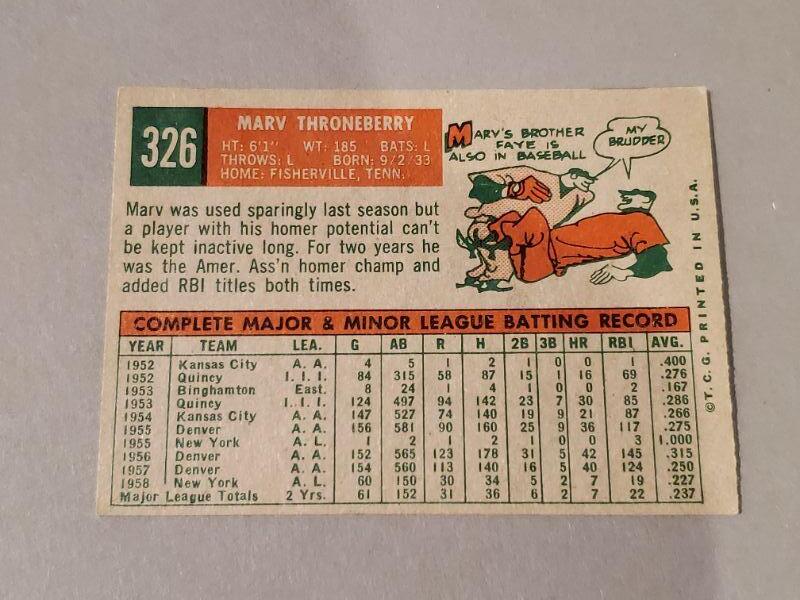 326
MARV THRONEBERRY
HT: 6'1" WT: 185 BATS: L
THROWS: L BORN: 9/2/33
HOME: FISHERVILLE, TENN.
MARV'S BROTHER
FAYE IS
ALSO IN BASEBALL
MY
BRUDDER
Marv was used sparingly last season but
a player with his homer potential can't
be kept inactive long. For two years he
was the Amer. Ass'n homer champ and
added RBI titles both times.
COMPLETE MAJOR & MINOR LEAGUE BATTING RECORD
YEAR TEAM LEA. G AB R H 2B 3B HR RBI AVG.
1952 Kansas City A. A. 4 5 1 2 1 0 0 1 .400
1952 Quincy I. I. I. 84 315 58 87 15 1 16 69 .276
1953 Binghamton East. 8 24 1 4 1 0 0 2 .167
1953 Quincy I. I. I. 124 497 94 142 23 7 30 85 .286
1954 Kansas City A. A. 147 527 74 140 19 9 21 87 .266
1955 Denver A. A. 156 581 90 160 25 9 36 117 .275
1955 New York A. L. 1 2 1 2 1 0 0 3 1.000
1956 Denver A. A. 152 565 123 178 31 5 42 145 .315
1957 Denver A. A. 154 560 113 140 16 5 40 124 .250
1958 New York A. L. 60 150 30 34 5 2 7 19 .227
Major League Totals 2 Yrs. 61 152 31 36 6 2 7 22 .237
©T. C. G. PRINTED IN U.S.A.